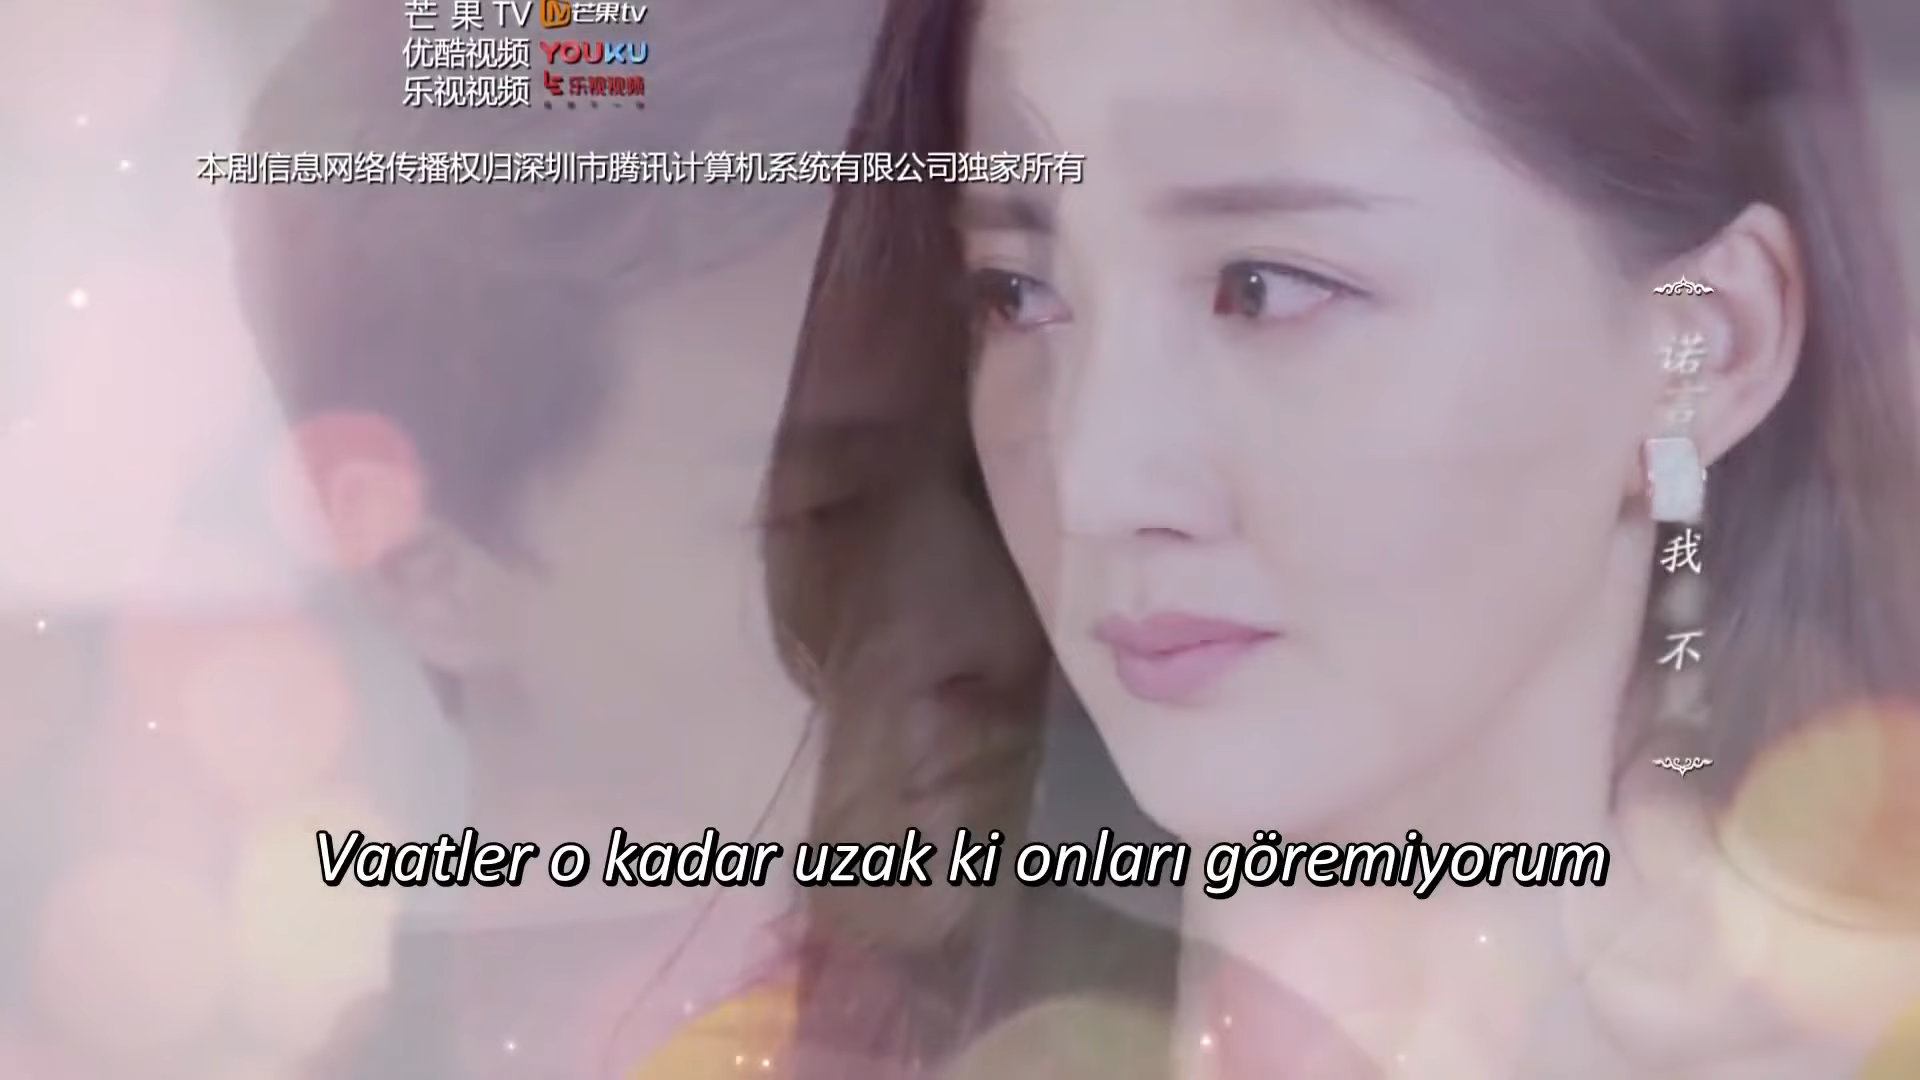 芒果TV 芒果tv
优酷视频 YOUKU
乐视视频 乐视视频
本剧信息网络传播权归深圳市腾讯计算机系统有限公司独家所有
诺言
我 不
Vaatler o kadar uzak ki onları göremiyorum